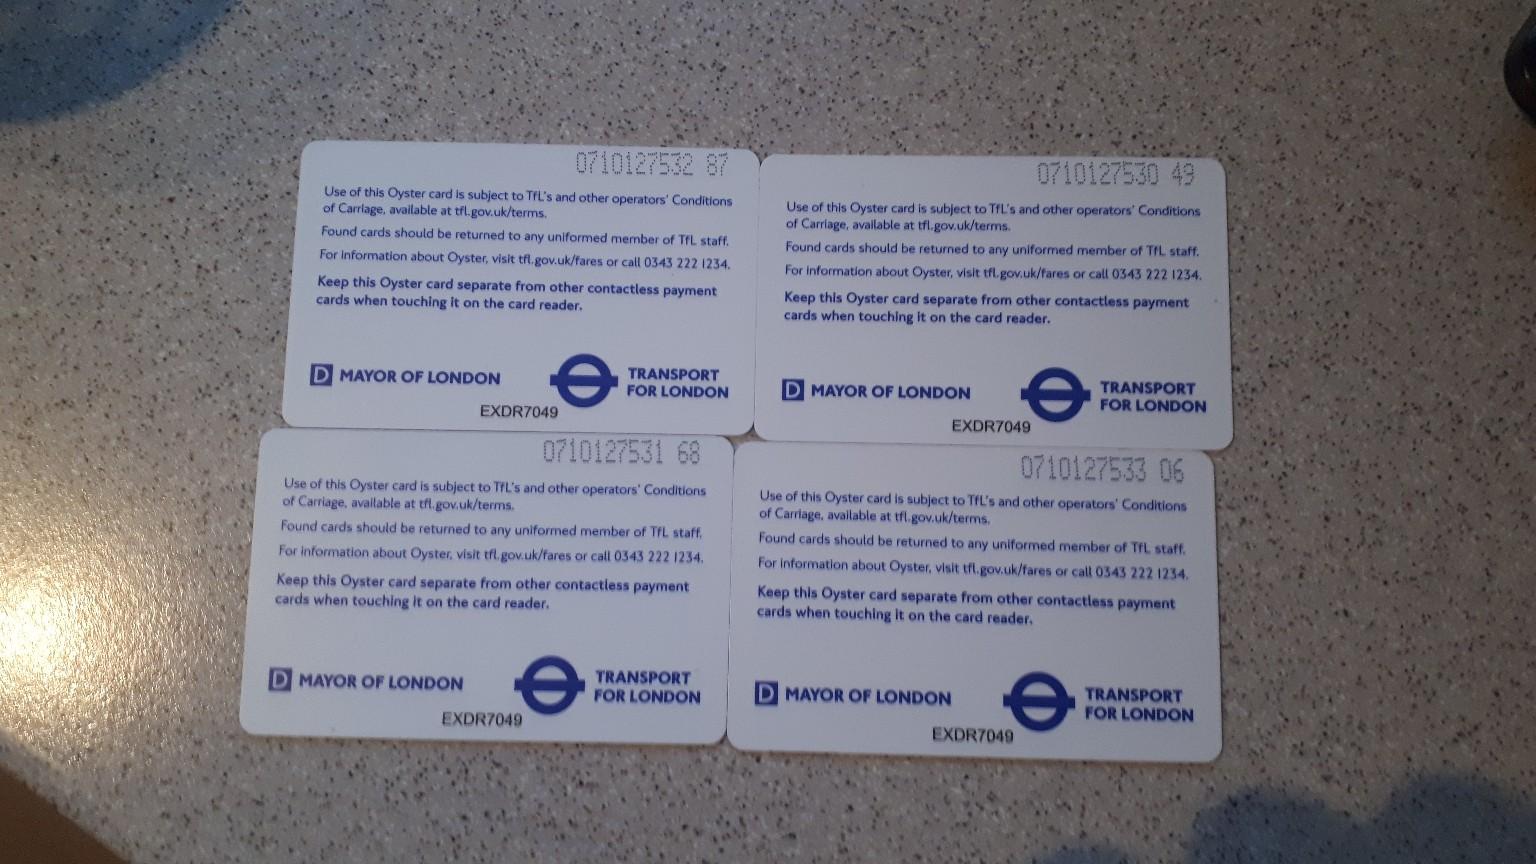 0710127532 87
Use of this Oyster card is subject to TfL's and other operators' Conditions
of Carriage, available at tfl.gov.uk/terms.
Found cards should be returned to any uniformed member of TfL staff.
For information about Oyster, visit tfl.gov.uk/fares or call 0343 222 1234.
Keep this Oyster card separate from other contactless payment
cards when touching it on the card reader.
MAYOR OF LONDON
TRANSPORT
FOR LONDON
EXDR7049
0710127530 49
Use of this Oyster card is subject to TfL's and other operators' Conditions
of Carriage, available at tfl.gov.uk/terms.
Found cards should be returned to any uniformed member of TfL staff.
For information about Oyster, visit tfl.gov.uk/fares or call 0343 222 1234.
Keep this Oyster card separate from other contactless payment
cards when touching it on the card reader.
MAYOR OF LONDON
TRANSPORT
FOR LONDON
EXDR7049
0710127531 68
Use of this Oyster card is subject to TfL's and other operators' Conditions
of Carriage, available at tfl.gov.uk/terms.
Found cards should be returned to any uniformed member of TfL staff.
For information about Oyster, visit tfl.gov.uk/fares or call 0343 222 1234.
Keep this Oyster card separate from other contactless payment
cards when touching it on the card reader.
MAYOR OF LONDON
TRANSPORT
FOR LONDON
EXDR7049
0710127533 06
Use of this Oyster card is subject to TfL's and other operators' Conditions
of Carriage, available at tfl.gov.uk/terms.
Found cards should be returned to any uniformed member of TfL staff.
For information about Oyster, visit tfl.gov.uk/fares or call 0343 222 1234.
Keep this Oyster card separate from other contactless payment
cards when touching it on the card reader.
MAYOR OF LONDON
TRANSPORT
FOR LONDON
EXDR7049